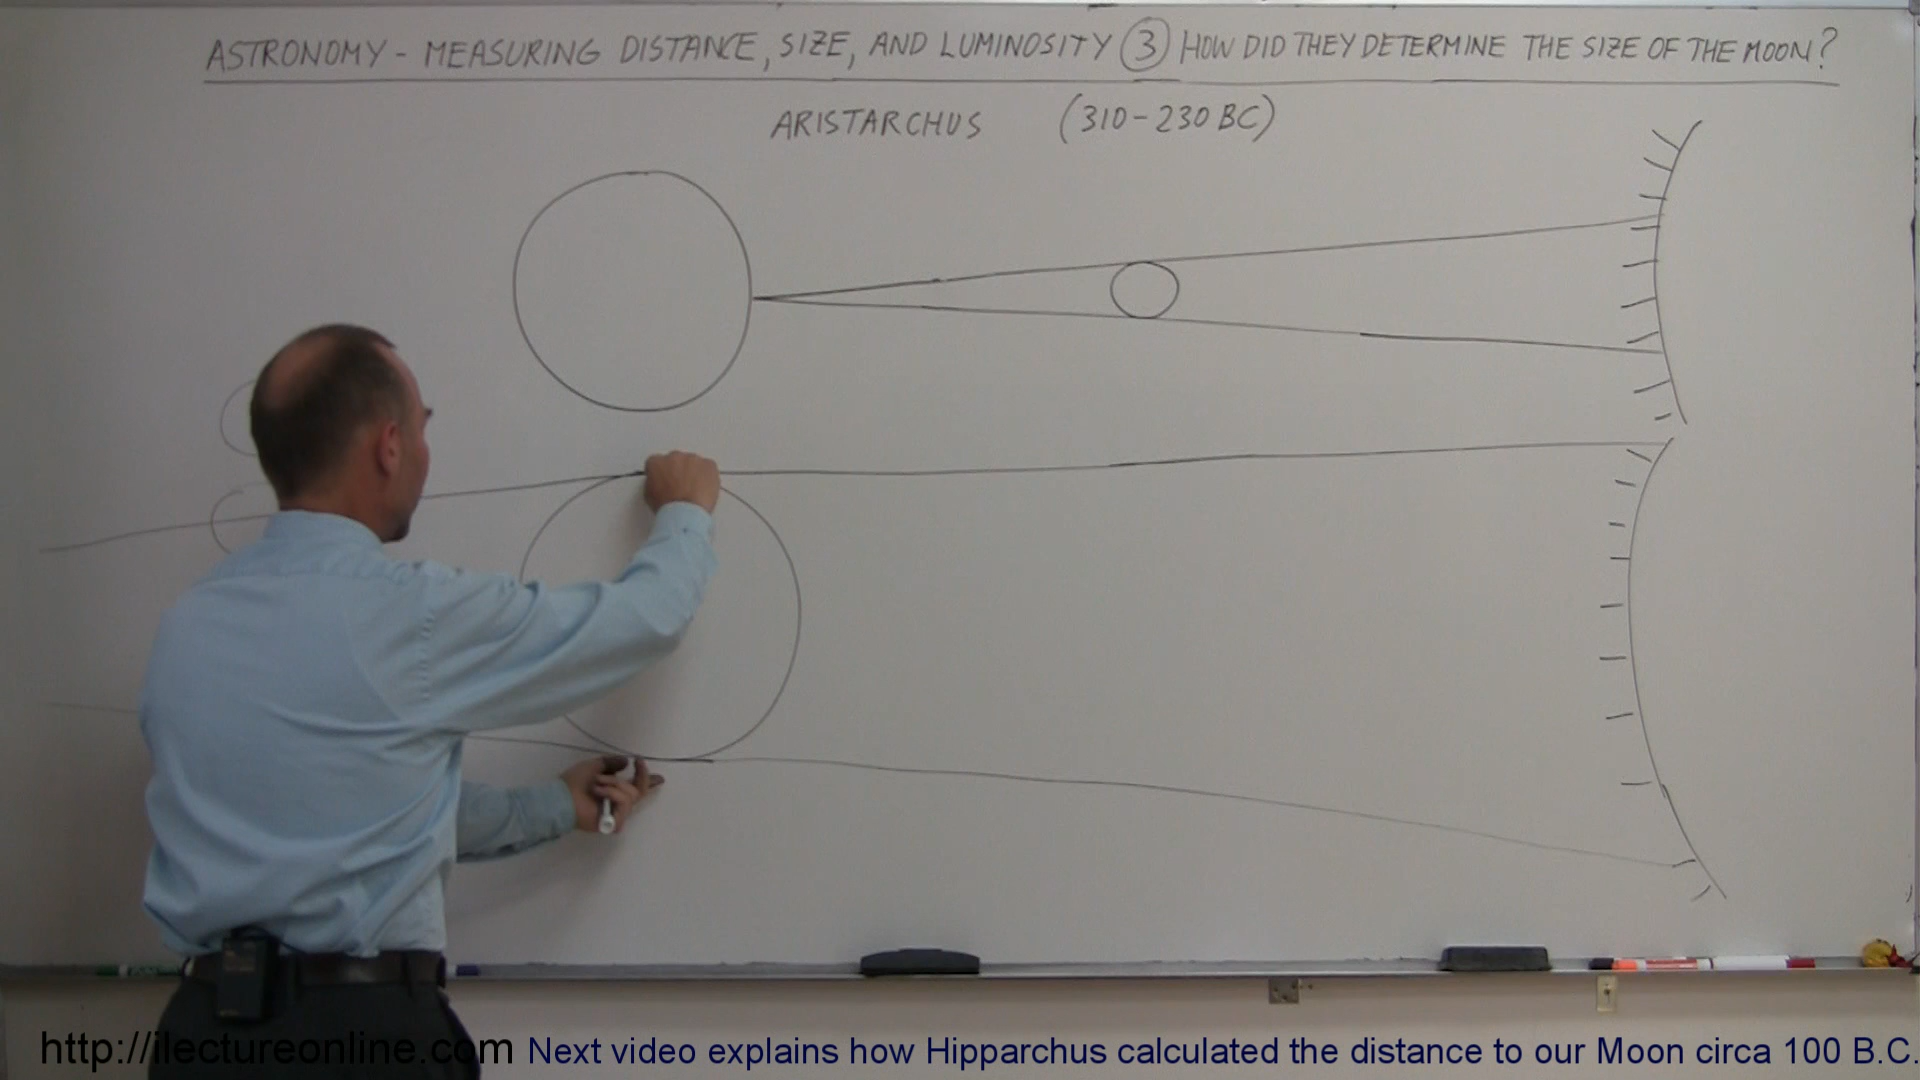 ASTRONOMY - MEASURING DISTANCE, SIZE, AND LUMINOSITY 3 HOW DID THEY DETERMINE THE SIZE OF THE MOON?
ARISTARCHUS (310-230 BC)
http://ilectureonline.com Next video explains how Hipparchus calculated the distance to our Moon circa 100 B.C.